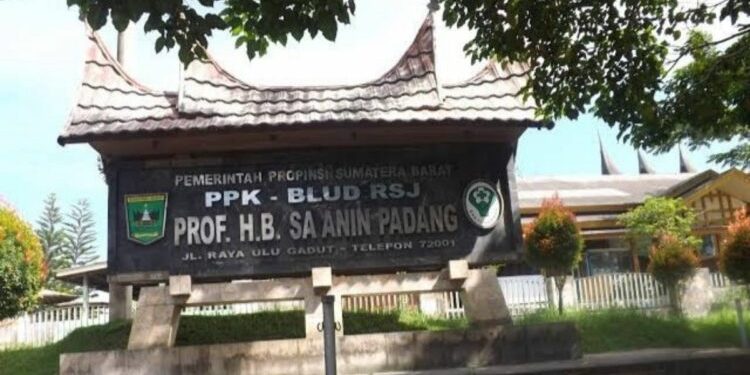 PEMERINTAH PROPINSI SUMATERA BARAT
PPK - BLUD RSJ
PROF. H.B. SA ANIN PADANG
JL. RAYA ULU GADUT - TELEPON 72001